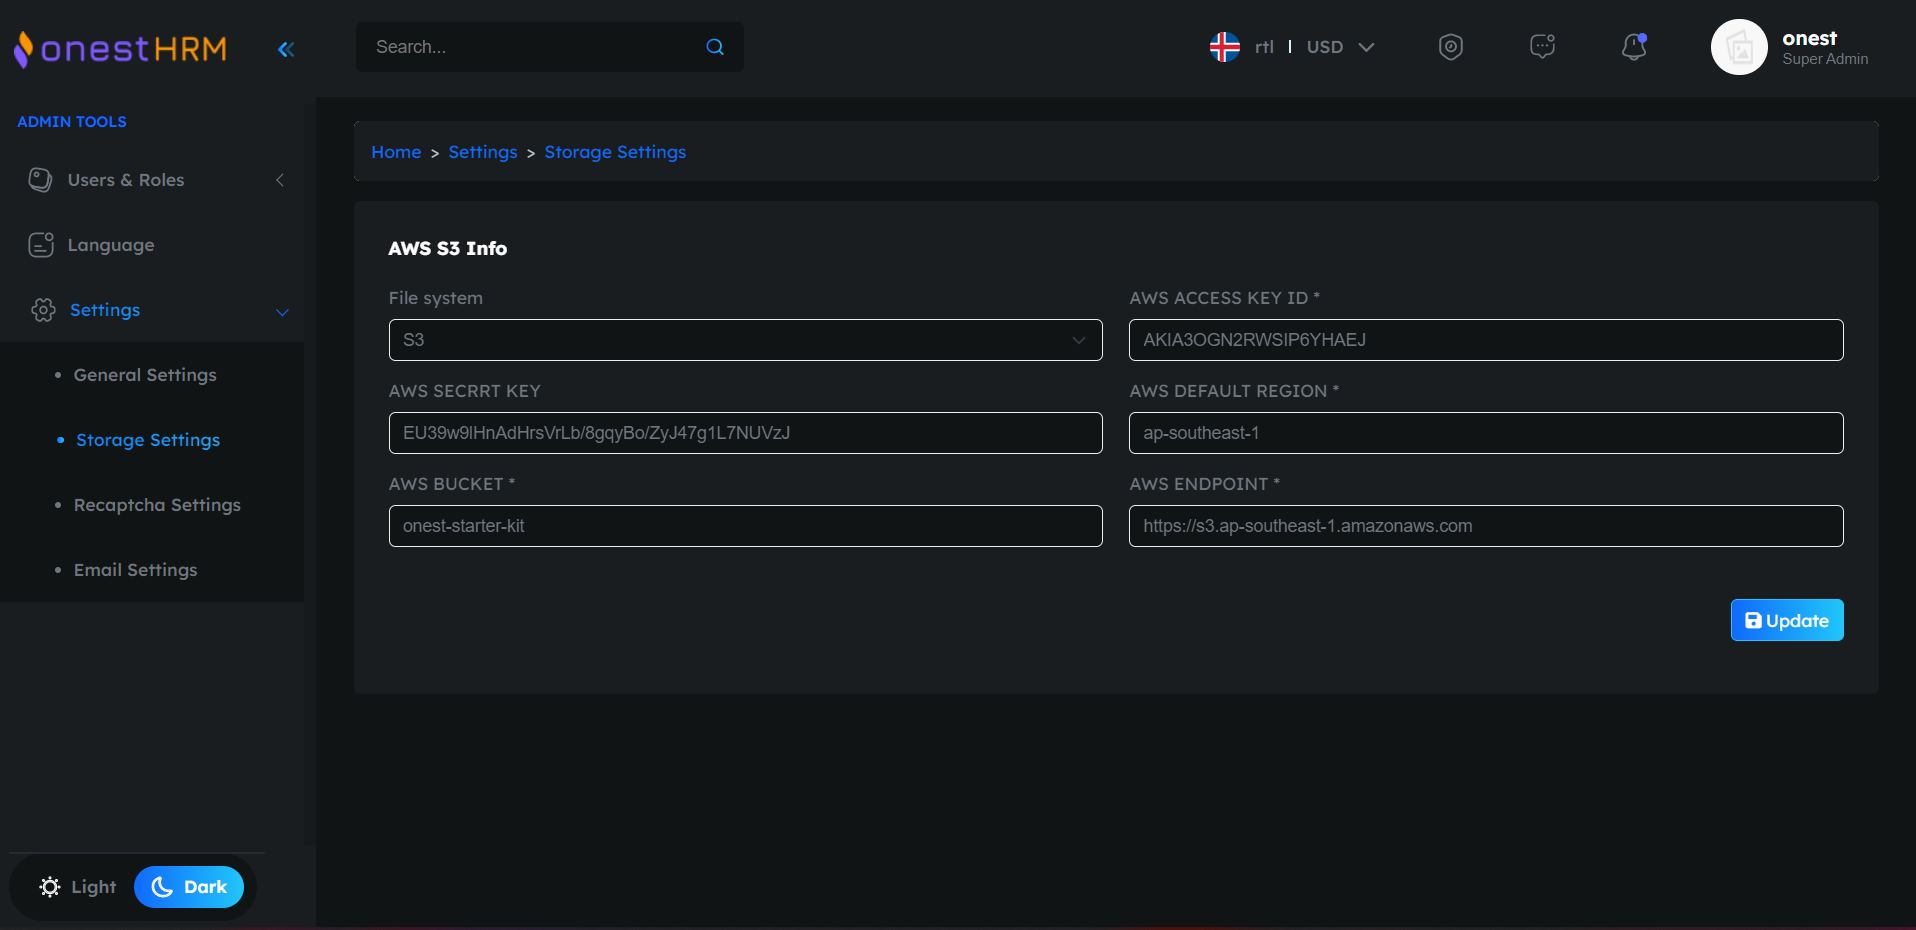 onestHRM
Search...
rtl | USD
onest
Super Admin
ADMIN TOOLS
Users & Roles
Language
Settings
General Settings
Storage Settings
Recaptcha Settings
Email Settings
Light
Dark
Home > Settings > Storage Settings
AWS S3 Info
File system
S3
AWS ACCESS KEY ID *
AKIA3OGN2RWSIP6YHAEJ
AWS SECRRT KEY
EU39w9lHnAdHrsVrLb/8gqyBo/ZyJ47g1L7NUVzJ
AWS DEFAULT REGION *
ap-southeast-1
AWS BUCKET *
onest-starter-kit
AWS ENDPOINT *
https://s3.ap-southeast-1.amazonaws.com
Update